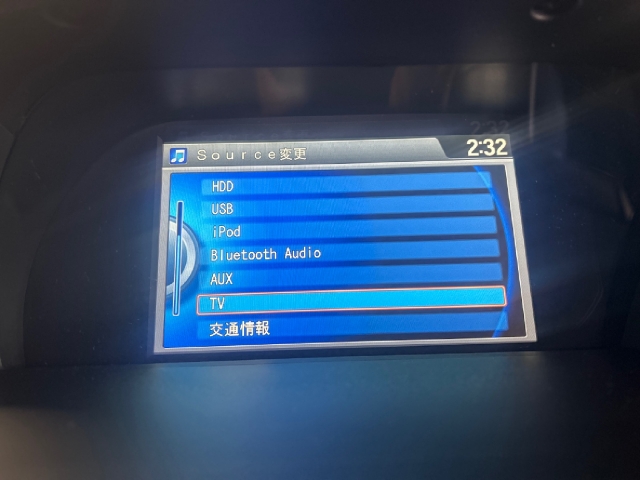 Source変更
2:32
HDD
USB
iPod
Bluetooth Audio
AUX
TV
交通情報